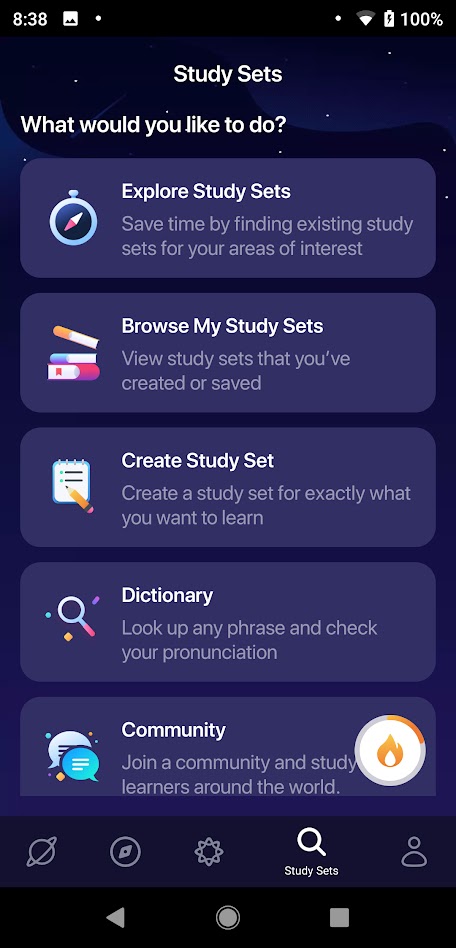 8:38
100%
Study Sets
What would you like to do?
Explore Study Sets
Save time by finding existing study
sets for your areas of interest
Browse My Study Sets
View study sets that you've
created or saved
Create Study Set
Create a study set for exactly what
you want to learn
Dictionary
Look up any phrase and check
your pronunciation
Community
Join a community and study
learners around the world.
Study Sets